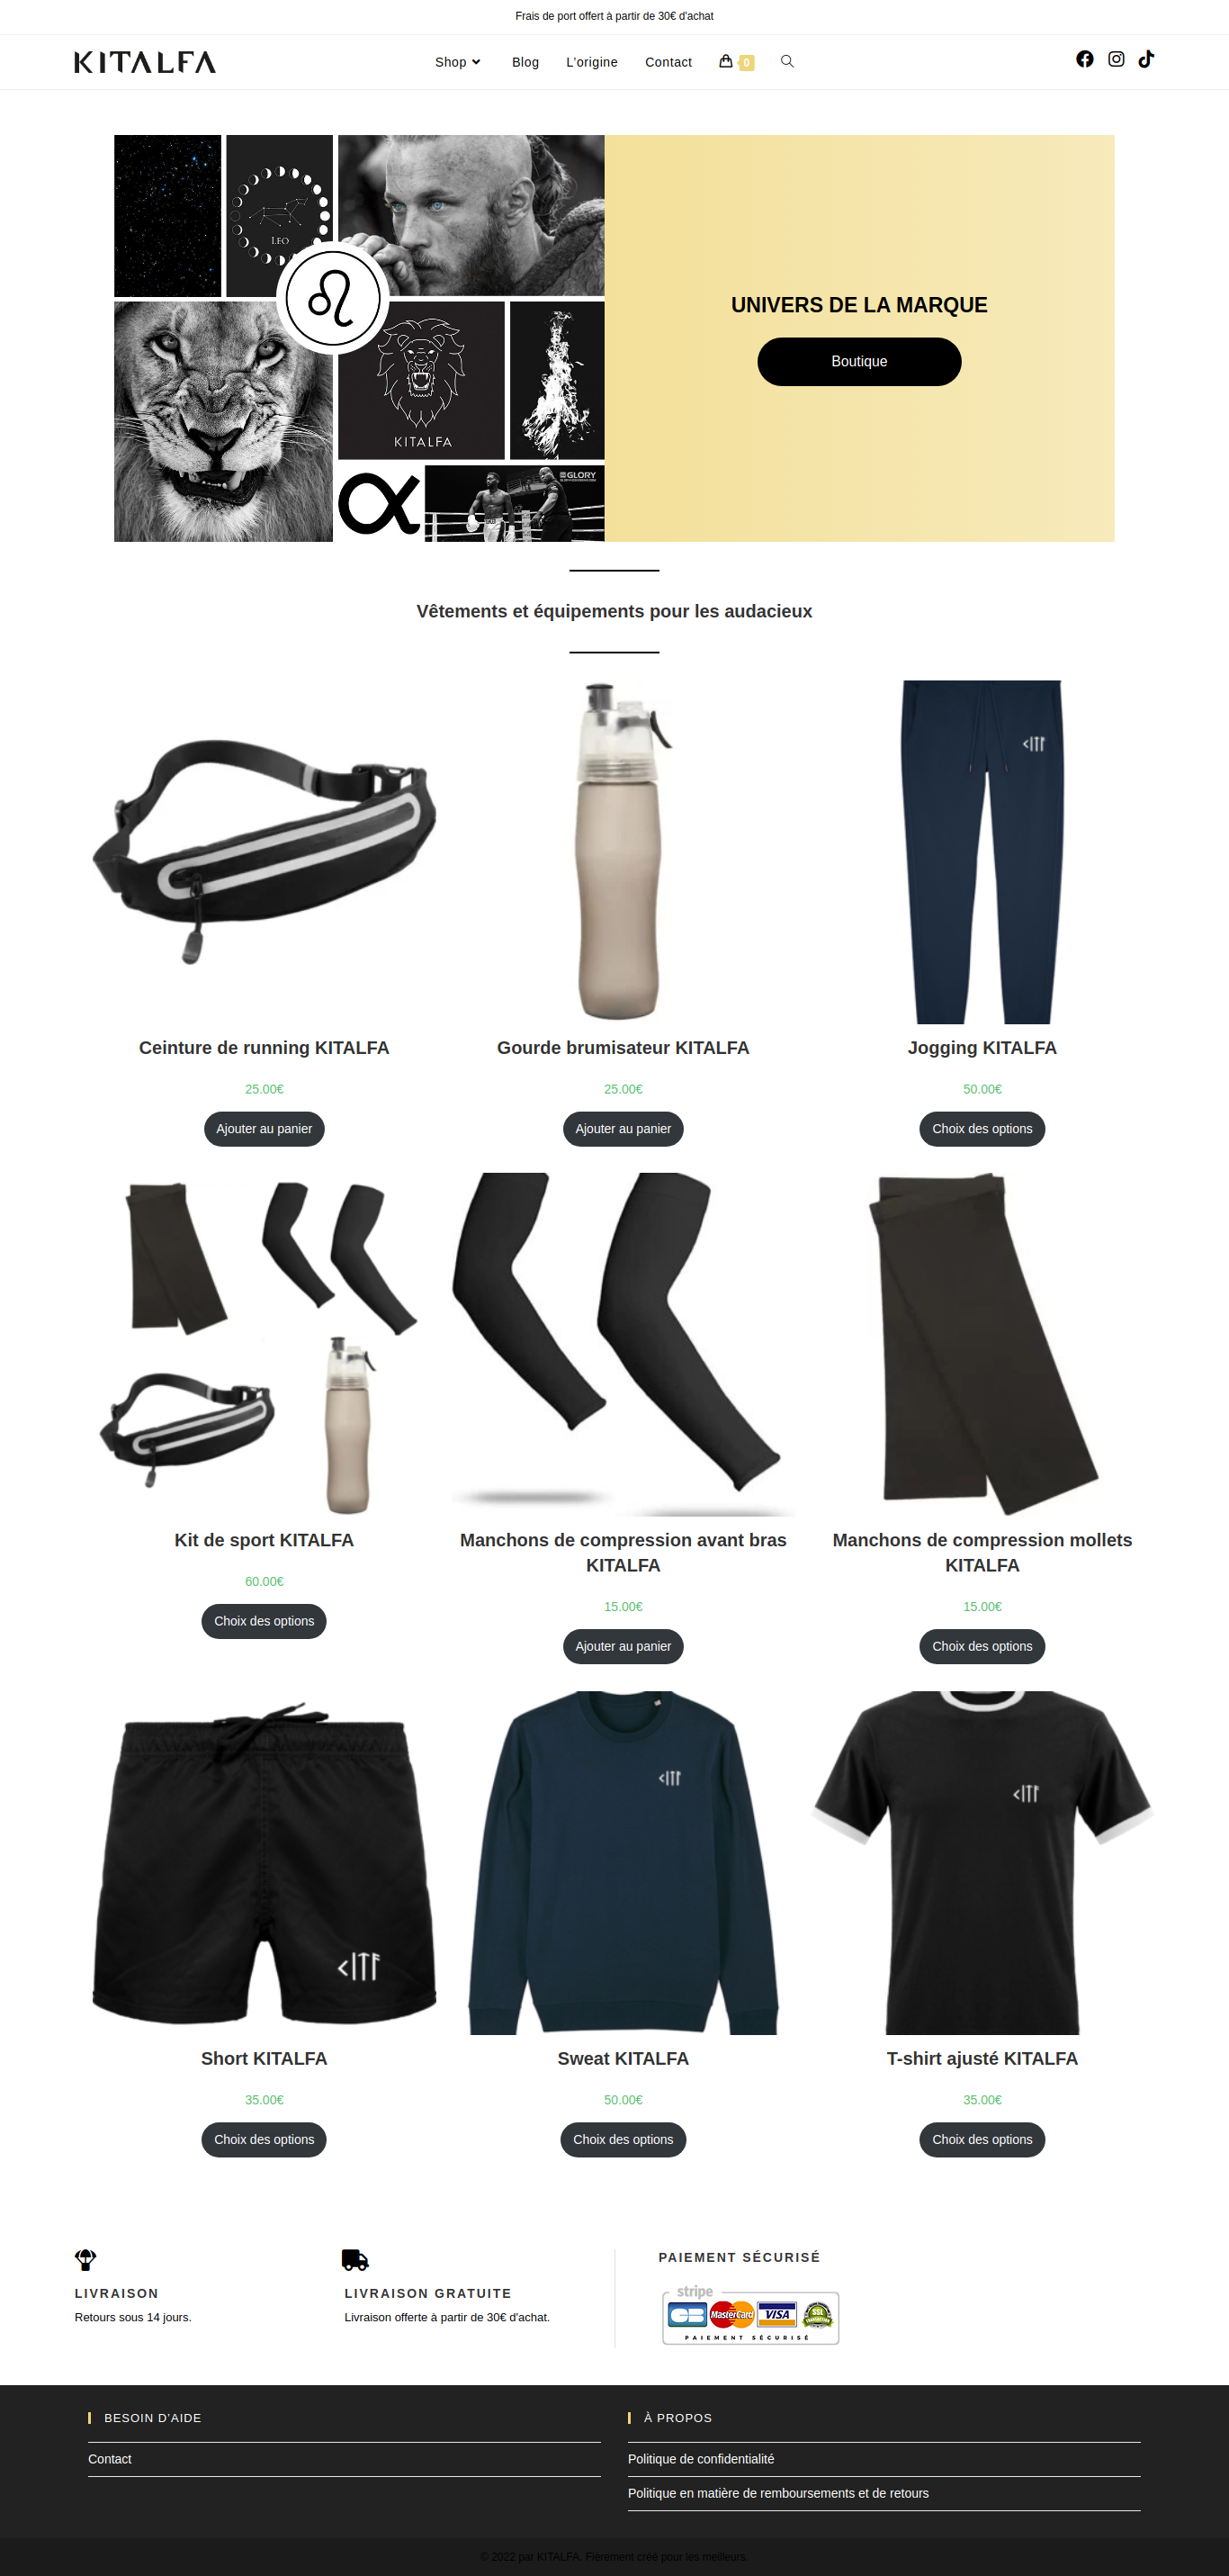 Frais de port offert à partir de 30€ d'achat
KITALFA
Shop
Blog
L'origine
Contact
0
LEO
KITALFA
GLORY
UNIVERS DE LA MARQUE
Boutique
Vêtements et équipements pour les audacieux
Ceinture de running KITALFA
Gourde brumisateur KITALFA
Jogging KITALFA
25.00€
25.00€
50.00€
Ajouter au panier
Ajouter au panier
Choix des options
Kit de sport KITALFA
60.00€
Choix des options
Manchons de compression avant bras
KITALFA
15.00€
Ajouter au panier
Manchons de compression mollets
KITALFA
15.00€
Choix des options
Short KITALFA
Sweat KITALFA
T-shirt ajusté KITALFA
35.00€
50.00€
35.00€
Choix des options
Choix des options
Choix des options
LIVRAISON
Retours sous 14 jours.
LIVRAISON GRATUITE
Livraison offerte à partir de 30€ d'achat.
PAIEMENT SÉCURISÉ
stripe
CB
MasterCard
VISA
SSL
PAIEMENT SÉCURISÉ
BESOIN D'AIDE
Contact
À PROPOS
Politique de confidentialité
Politique en matière de remboursements et de retours
© 2022 par KITALFA. Fièrement créé pour les meilleurs.